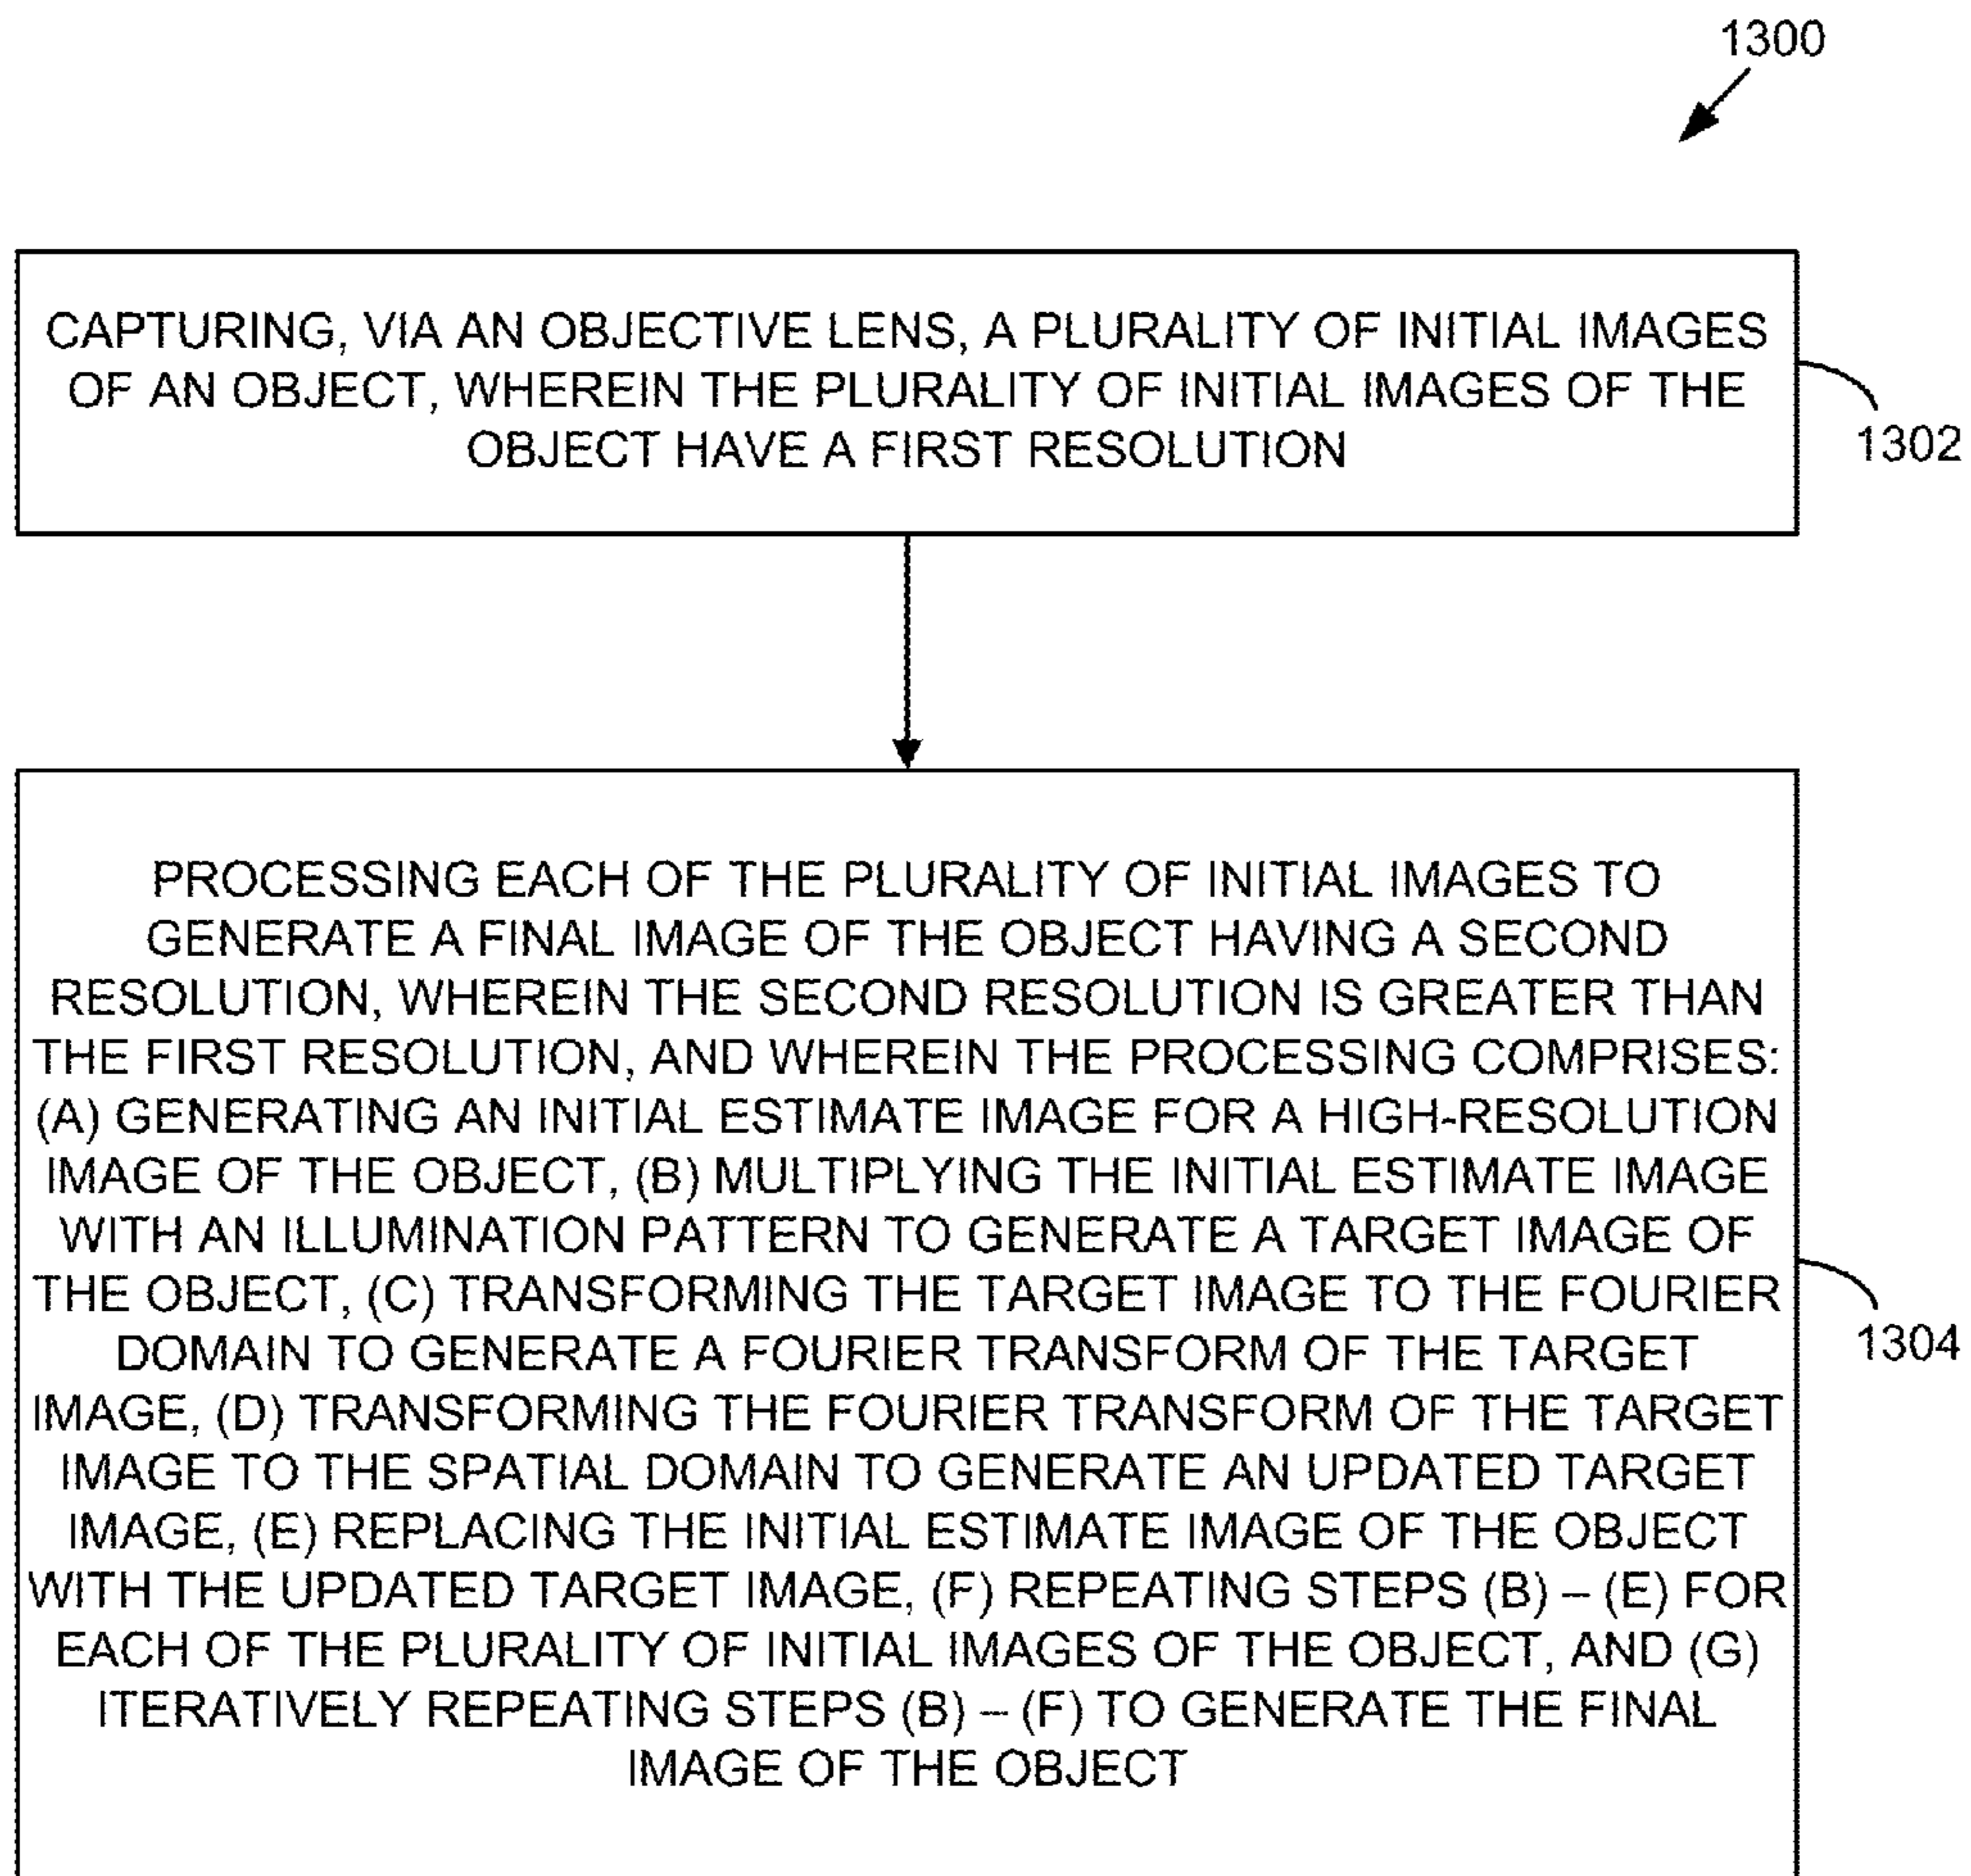 1300
CAPTURING, VIA AN OBJECTIVE LENS, A PLURALITY OF INITIAL IMAGES
OF AN OBJECT, WHEREIN THE PLURALITY OF INITIAL IMAGES OF THE
OBJECT HAVE A FIRST RESOLUTION
1302
PROCESSING EACH OF THE PLURALITY OF INITIAL IMAGES TO
GENERATE A FINAL IMAGE OF THE OBJECT HAVING A SECOND
RESOLUTION, WHEREIN THE SECOND RESOLUTION IS GREATER THAN
THE FIRST RESOLUTION, AND WHEREIN THE PROCESSING COMPRISES:
(A) GENERATING AN INITIAL ESTIMATE IMAGE FOR A HIGH-RESOLUTION
IMAGE OF THE OBJECT, (B) MULTIPLYING THE INITIAL ESTIMATE IMAGE
WITH AN ILLUMINATION PATTERN TO GENERATE A TARGET IMAGE OF
THE OBJECT, (C) TRANSFORMING THE TARGET IMAGE TO THE FOURIER
DOMAIN TO GENERATE A FOURIER TRANSFORM OF THE TARGET
IMAGE, (D) TRANSFORMING THE FOURIER TRANSFORM OF THE TARGET
IMAGE TO THE SPATIAL DOMAIN TO GENERATE AN UPDATED TARGET
IMAGE, (E) REPLACING THE INITIAL ESTIMATE IMAGE OF THE OBJECT
WITH THE UPDATED TARGET IMAGE, (F) REPEATING STEPS (B) – (E) FOR
EACH OF THE PLURALITY OF INITIAL IMAGES OF THE OBJECT, AND (G)
ITERATIVELY REPEATING STEPS (B) – (F) TO GENERATE THE FINAL
IMAGE OF THE OBJECT
1304